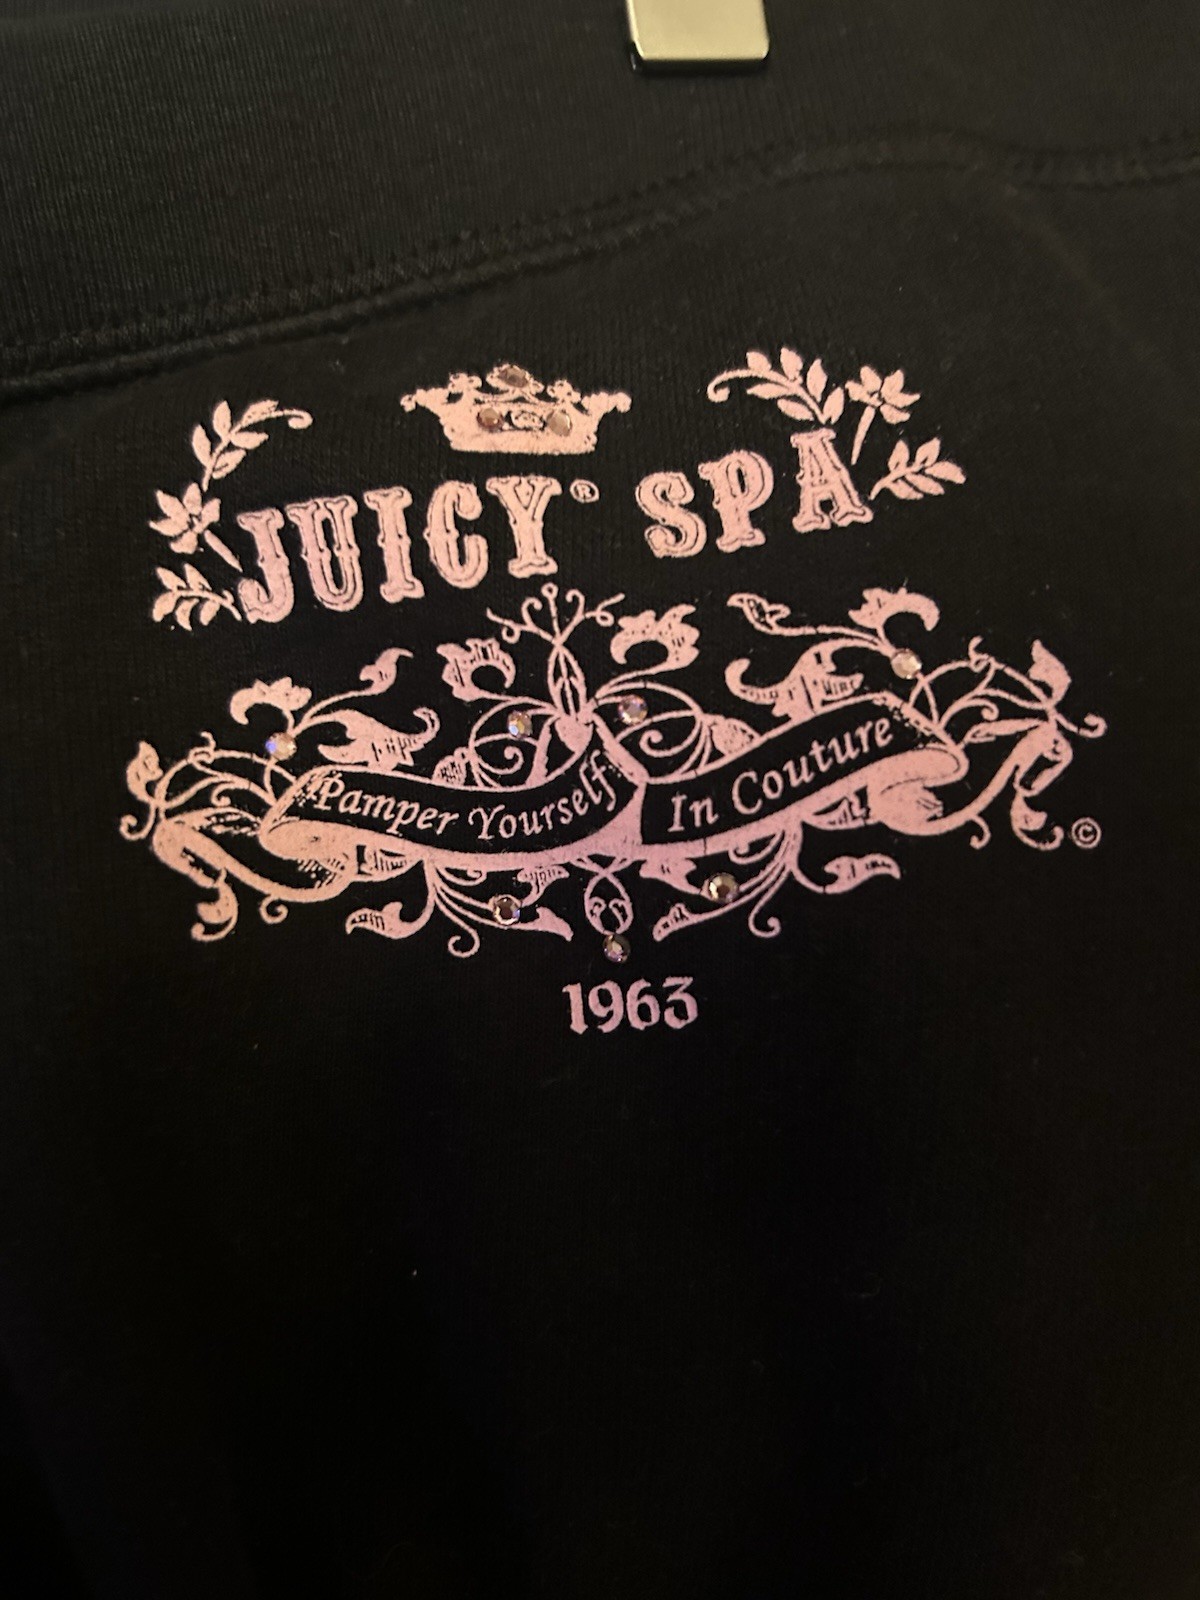 JUICY® SPA
Pamper Yourself In Couture
©
1963